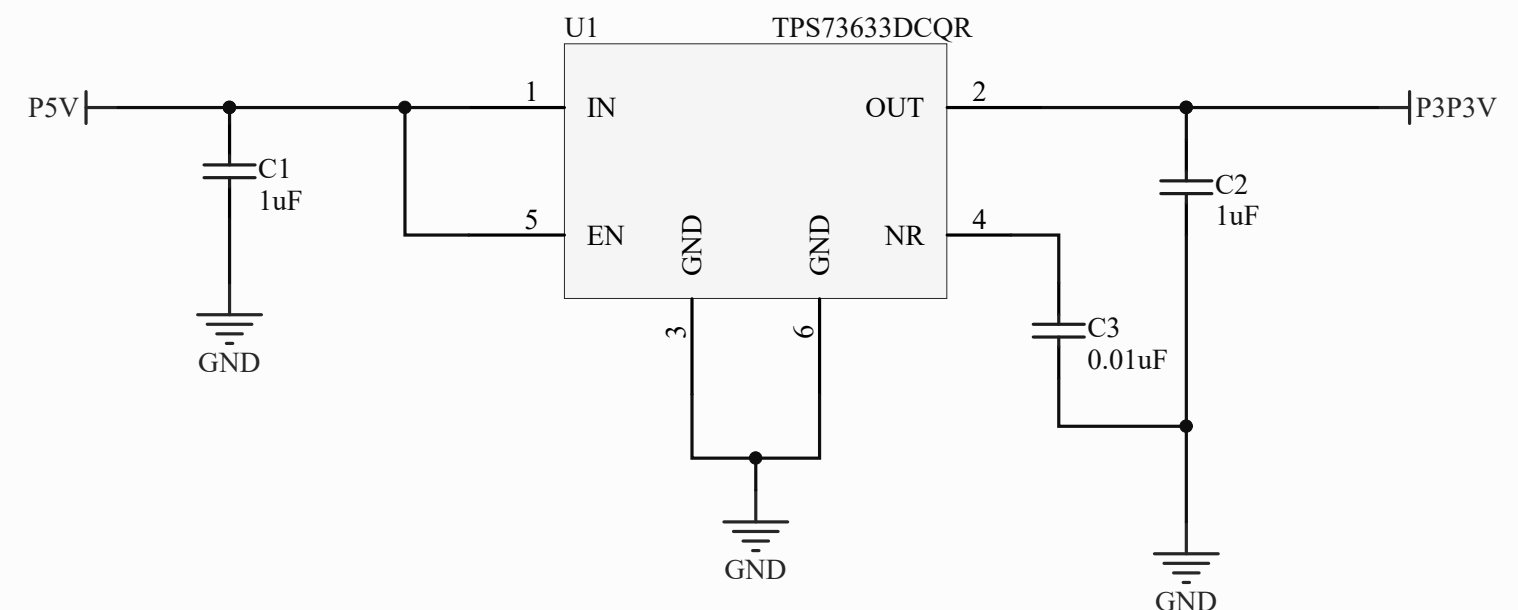 U1 TPS73633DCQR
P5V 1 IN OUT 2 P3P3V
C1
1uF
C2
1uF
5 EN GND GND NR 4
3 6
C3
0.01uF
GND
GND
GND